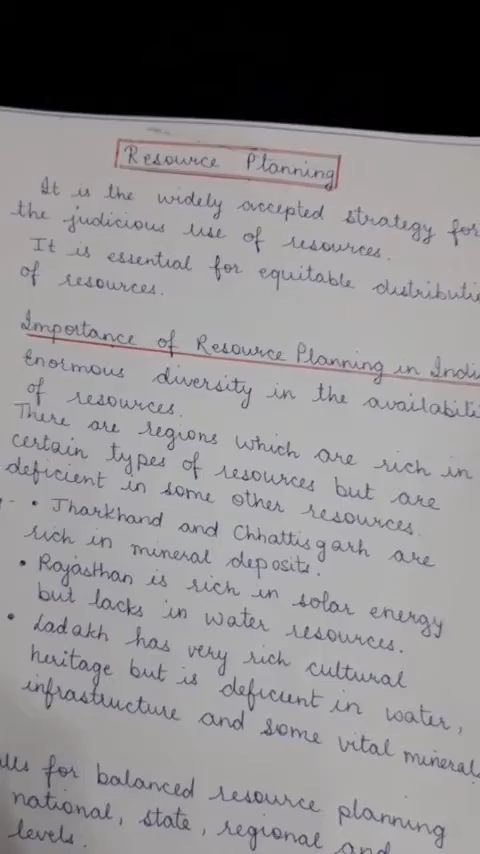 Resource Planning
It is the widely accepted strategy for
the judicious use of resources.
It is essential for equitable distributi
of resources.
Importance of Resource Planning in Indi
Enormous diversity in the availabiti
of resources.
There are regions which are rich in
certain types of resources but are
deficient in some other resources.
• Jharkhand and Chhattisgarh are
rich in mineral deposits.
• Rajasthan is rich in solar energy
but lacks in water resources.
• Ladakh has very rich cultural
heritage but is deficient in water,
infrastructure and some vital minerals
for balanced resource planning
national, state, regional and
levels.